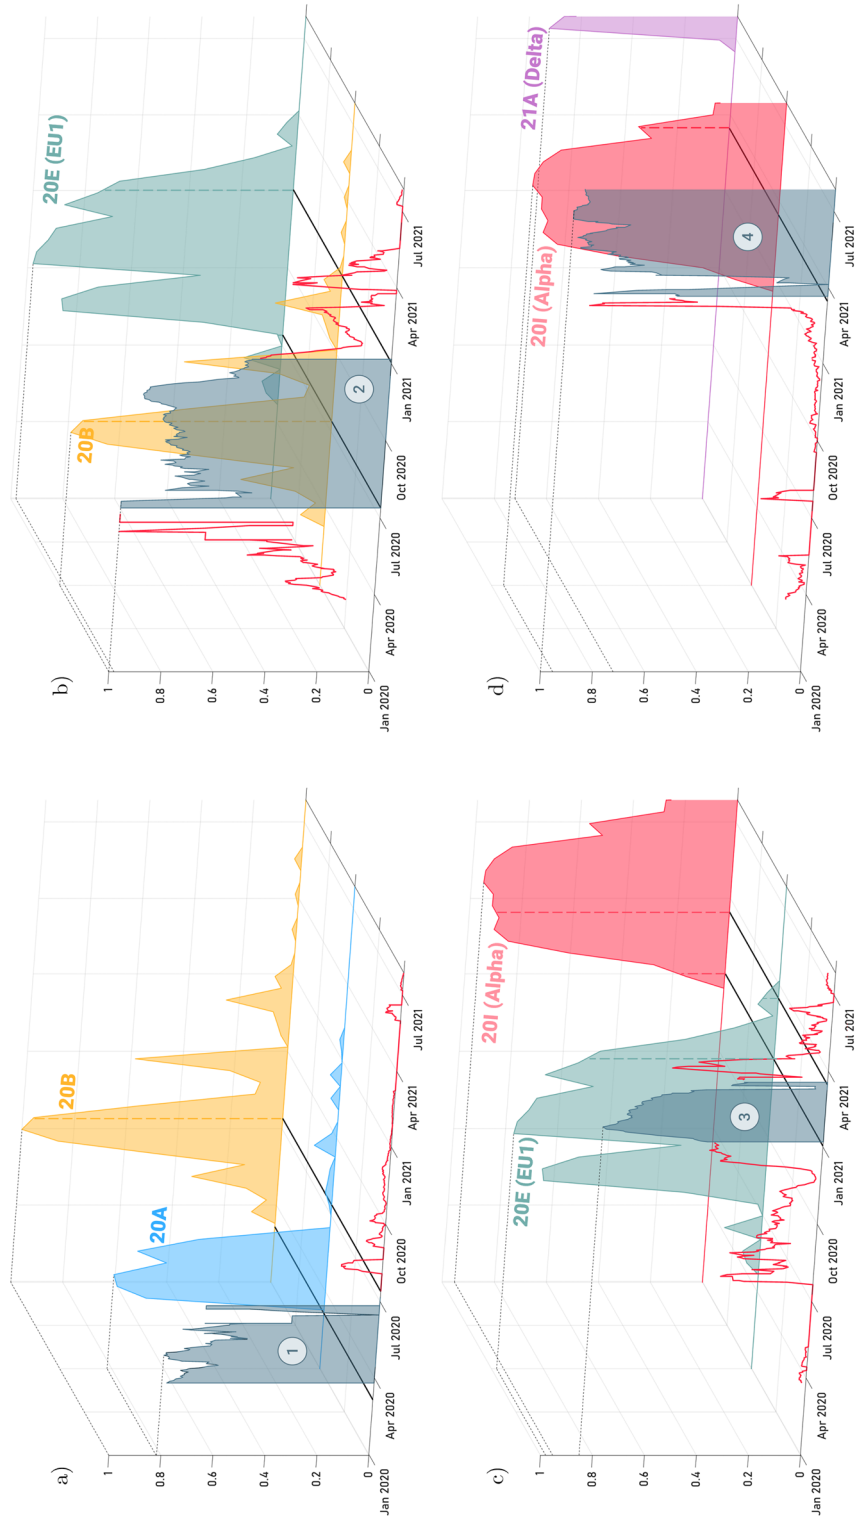 a)
20A
20B
1
1
0.8
0.6
0.4
0.2
0
Jan 2020
Apr 2020
Jul 2020
Oct 2020
Jan 2021
Apr 2021
Jul 2021
b)
20B
20E (EU1)
2
1
0.8
0.6
0.4
0.2
0
Jan 2020
Apr 2020
Jul 2020
Oct 2020
Jan 2021
Apr 2021
Jul 2021
c)
20E (EU1)
20I (Alpha)
3
1
0.8
0.6
0.4
0.2
0
Jan 2020
Apr 2020
Jul 2020
Oct 2020
Jan 2021
Apr 2021
Jul 2021
d)
20I (Alpha)
21A (Delta)
4
1
0.8
0.6
0.4
0.2
0
Jan 2020
Apr 2020
Jul 2020
Oct 2020
Jan 2021
Apr 2021
Jul 2021